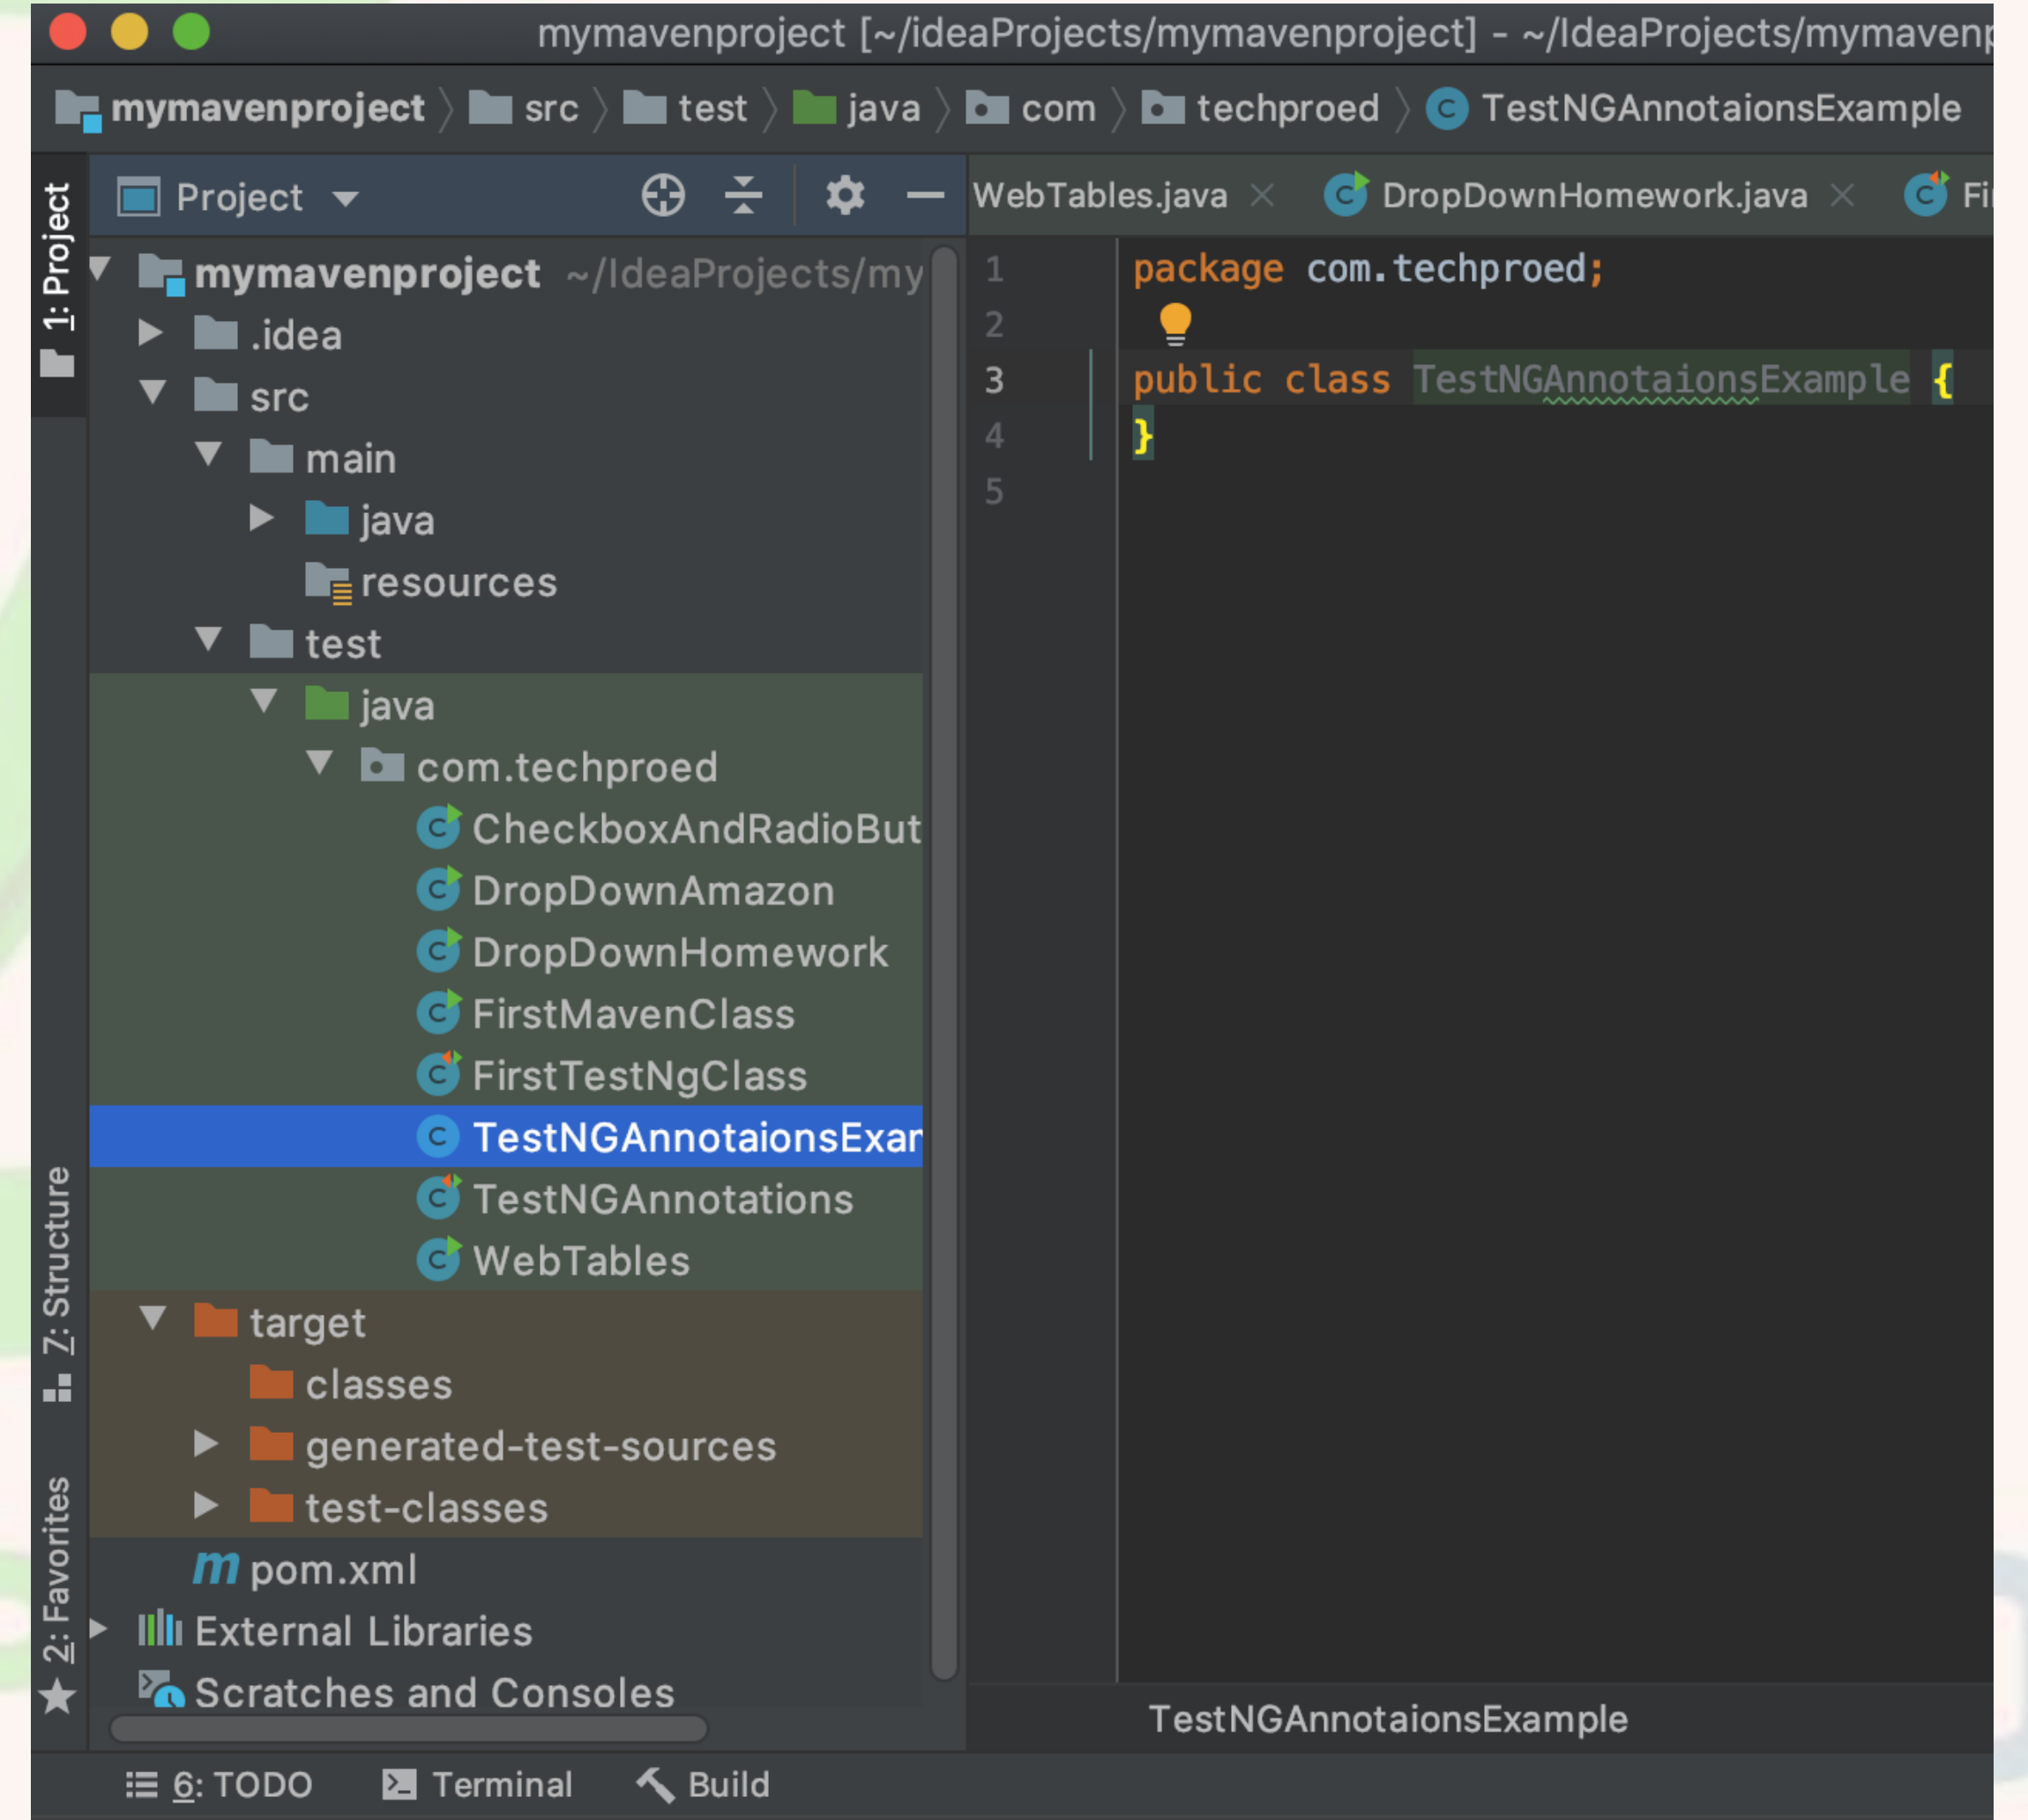 mymavenproject [~/ideaProjects/mymavenproject] - ~/IdeaProjects/mymavenp
mymavenproject src test java com techproed TestNGAnnotaionsExample
1: Project
Project
WebTables.java DropDownHomework.java Fi
mymavenproject ~/IdeaProjects/my
.idea
src
main
java
resources
test
java
com.techproed
CheckboxAndRadioBut
DropDownAmazon
DropDownHomework
FirstMavenClass
FirstTestNgClass
TestNGAnnotaionsExam
TestNGAnnotations
WebTables
target
classes
generated-test-sources
test-classes
pom.xml
External Libraries
Scratches and Consoles
7: Structure
2: Favorites
1 package com.techproed;
2
3 public class TestNGAnnotaionsExample {
4 }
5
TestNGAnnotaionsExample
6: TODO Terminal Build